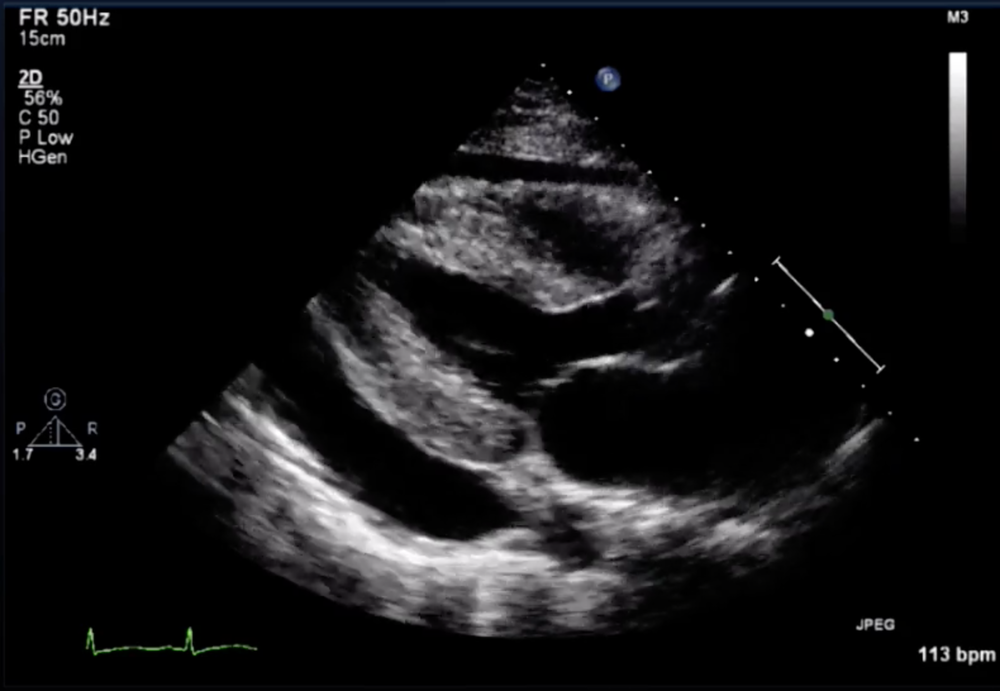 FR 50Hz
15cm
M3
P
2D
56%
C 50
P Low
HGen
G
P R
1.7 3.4
JPEG
113 bpm